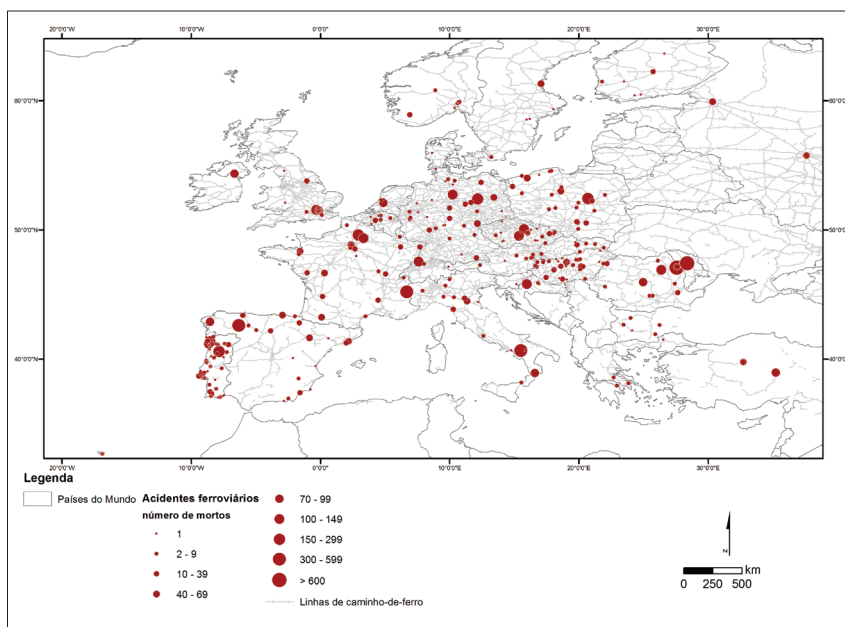 20°0'0"W 10°0'0"W 0°0'0" 10°0'0"E 20°0'0"E 30°0'0"E
60°0'0"N 60°0'0"N
50°0'0"N 50°0'0"N
40°0'0"N 40°0'0"N
20°0'0"W 10°0'0"W 0°0'0" 10°0'0"E 20°0'0"E 30°0'0"E
Legenda
Países do Mundo
Acidentes ferroviários
número de mortos
1
2 - 9
10 - 39
40 - 69
70 - 99
100 - 149
150 - 299
300 - 599
> 600
Linhas de caminho-de-ferro
z
km
0 250 500